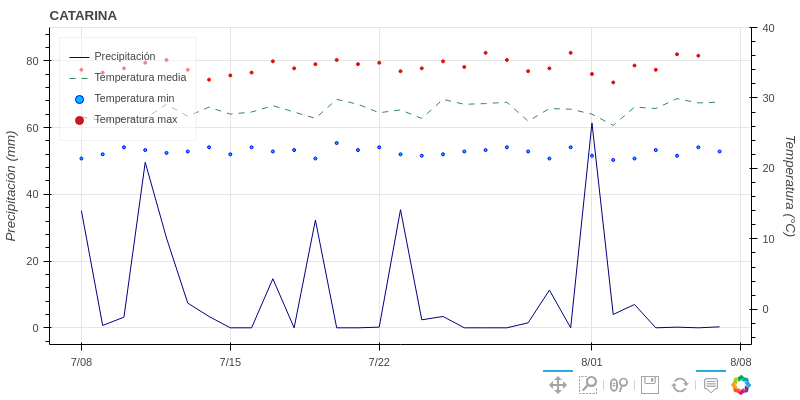 CATARINA
Precipitación
Temperatura media
Temperatura min
Temperatura max
Precipitación (mm)
80
60
40
20
0
Temperatura (°C)
40
30
20
10
0
7/08
7/15
7/22
8/01
8/08